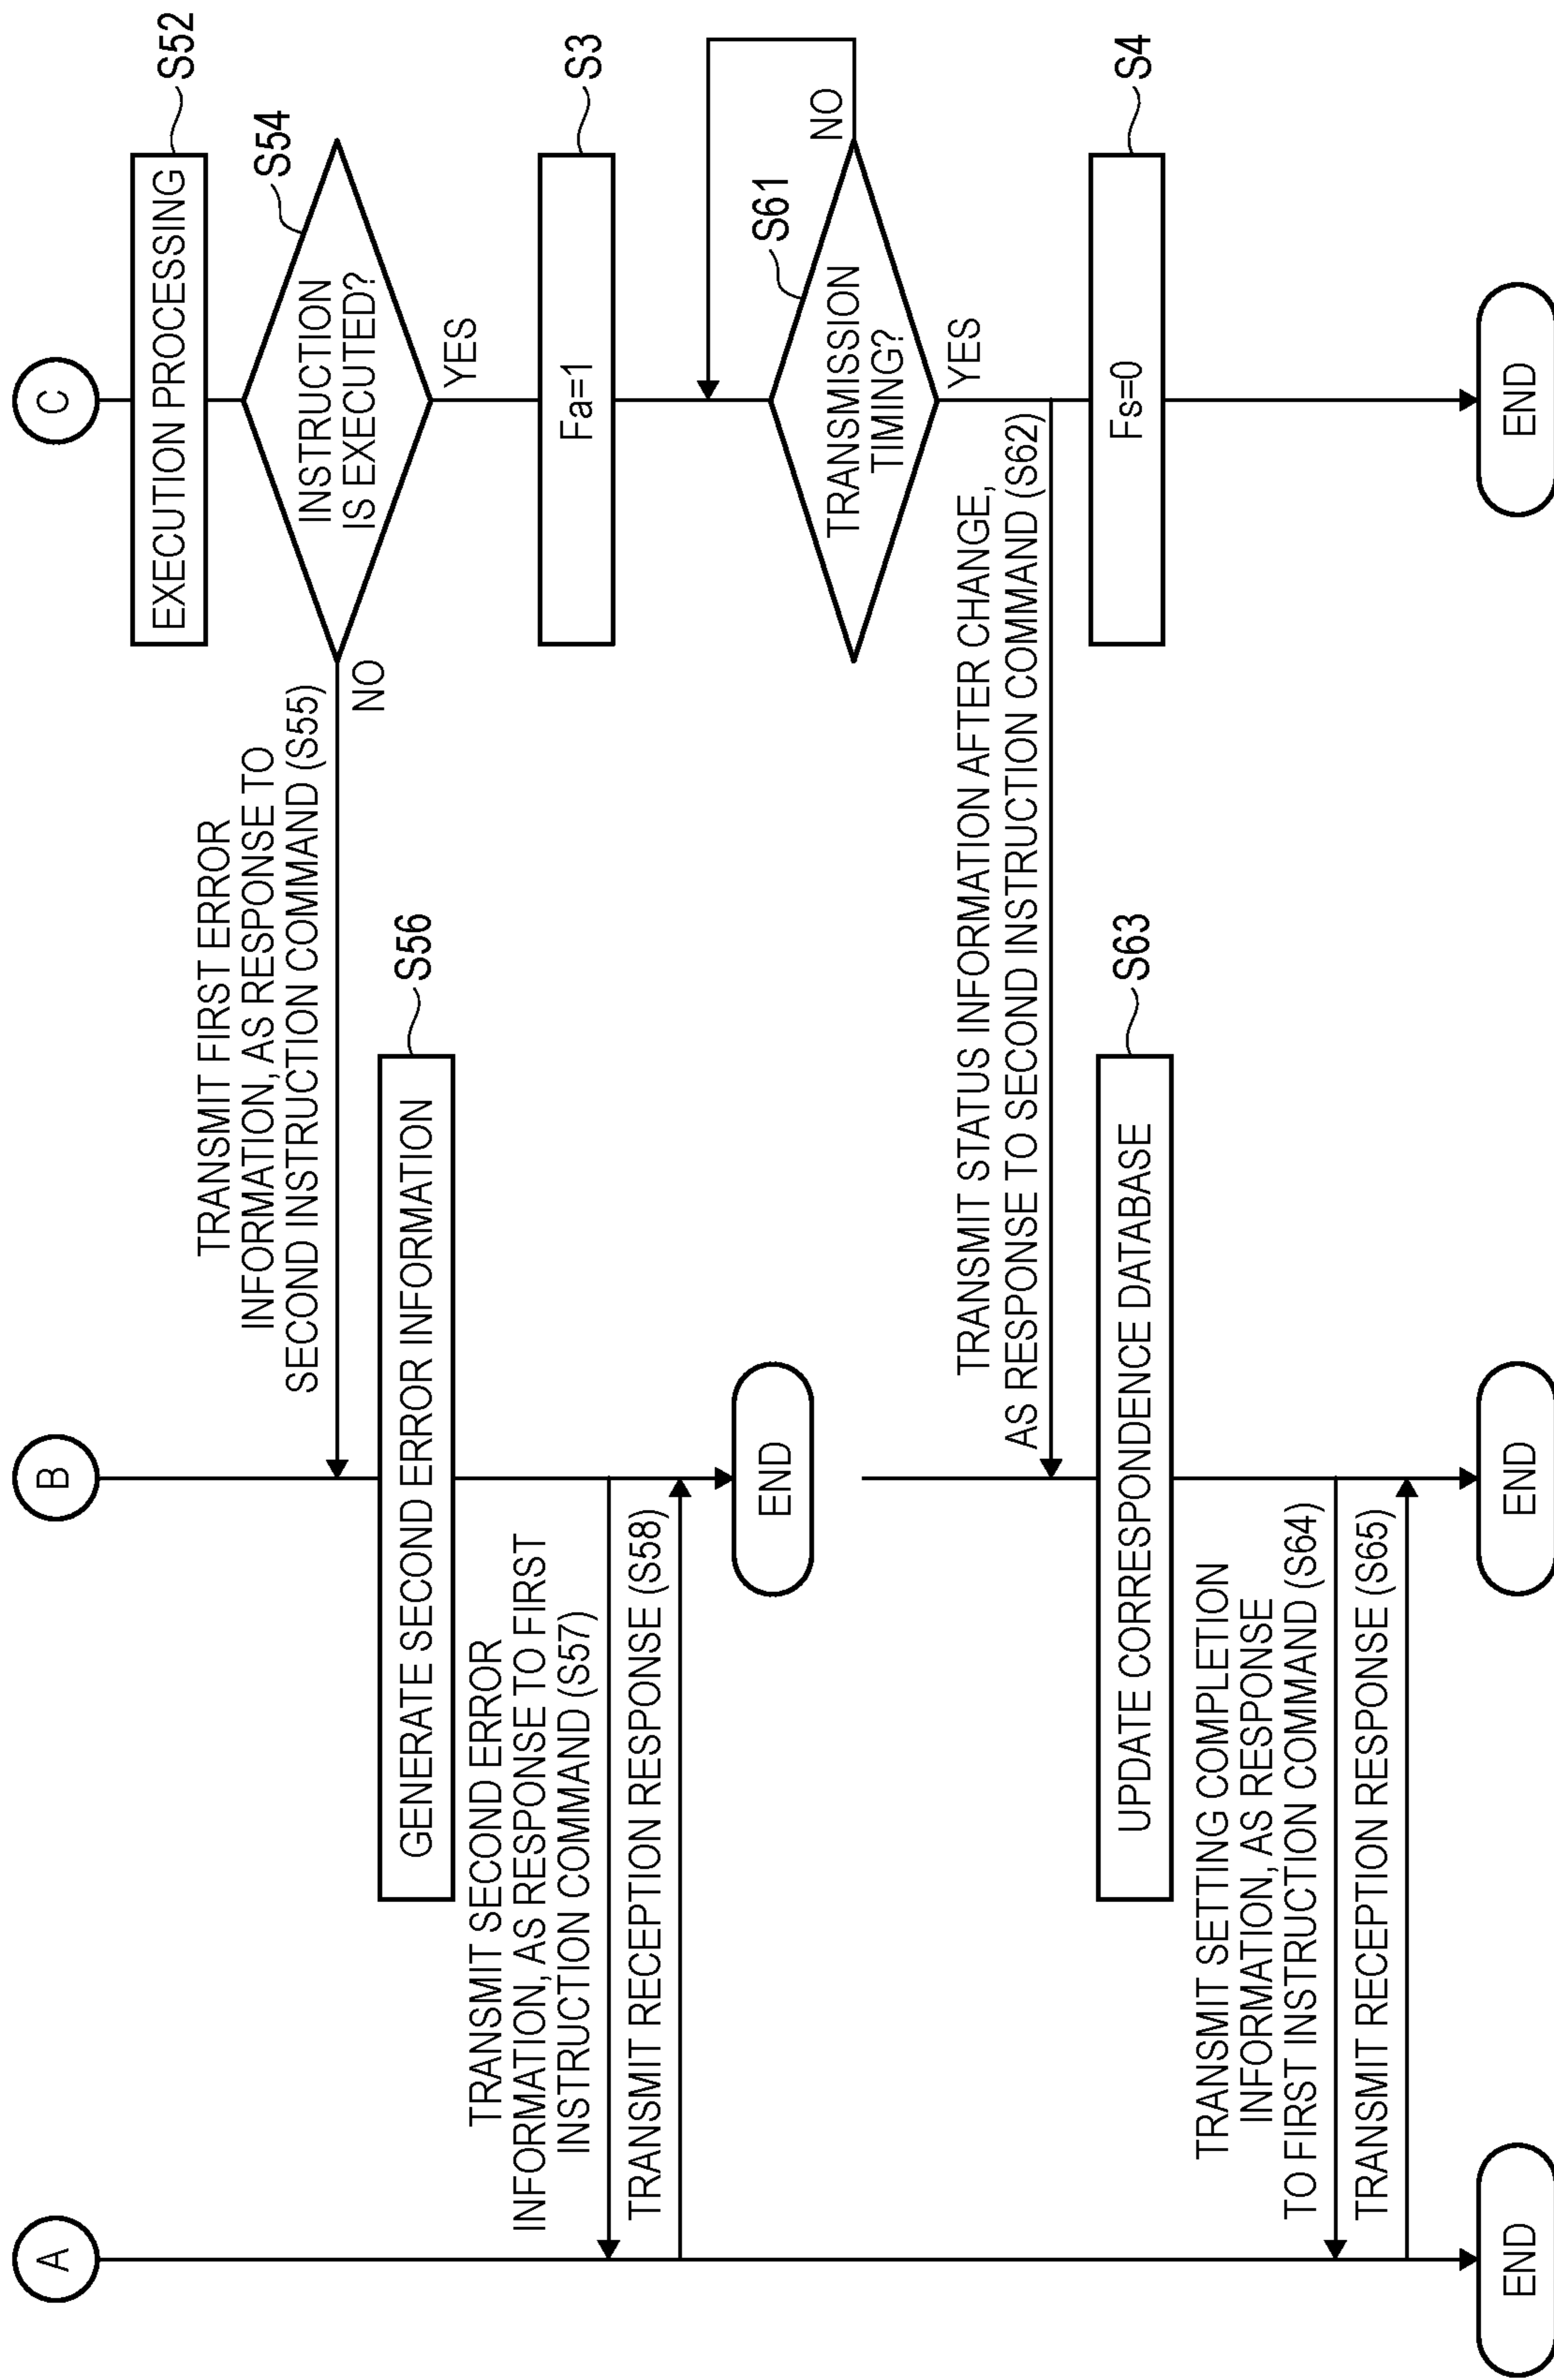 A
B
C
EXECUTION PROCESSING
S52
INSTRUCTION
IS EXECUTED?
S54
NO
YES
TRANSMIT FIRST ERROR
INFORMATION, AS RESPONSE TO
SECOND INSTRUCTION COMMAND (S55)
GENERATE SECOND ERROR INFORMATION
S56
Fa=1
S3
TRANSMIT SECOND ERROR
INFORMATION, AS RESPONSE TO FIRST
INSTRUCTION COMMAND (S57)
TRANSMIT RECEPTION RESPONSE (S58)
END
TRANSMISSION
TIMING?
S61
NO
YES
TRANSMIT STATUS INFORMATION AFTER CHANGE,
AS RESPONSE TO SECOND INSTRUCTION COMMAND (S62)
UPDATE CORRESPONDENCE DATABASE
S63
Fs=0
S4
TRANSMIT SETTING COMPLETION
INFORMATION, AS RESPONSE
TO FIRST INSTRUCTION COMMAND (S64)
TRANSMIT RECEPTION RESPONSE (S65)
END
END
END